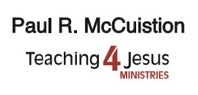 Paul R. McCuistion
Teaching 4 Jesus
MINISTRIES